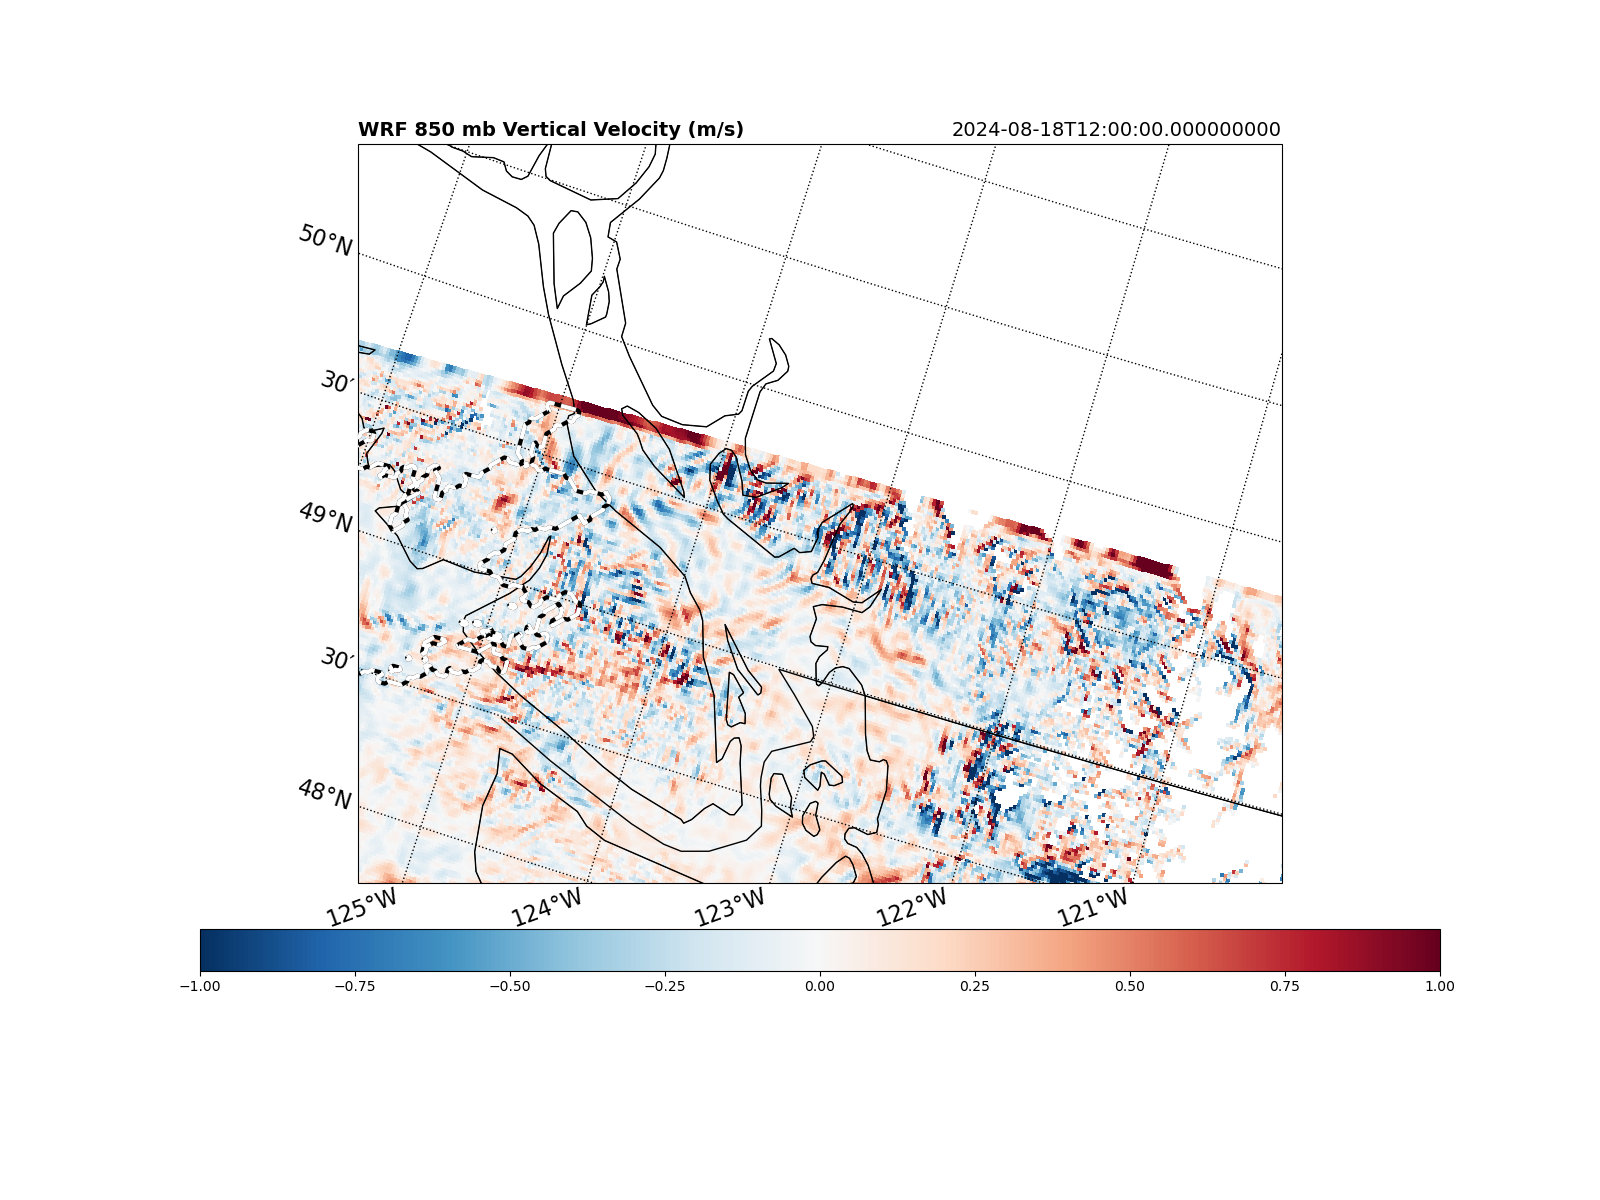 WRF 850 mb Vertical Velocity (m/s)
2024-08-18T12:00:00.000000000
50°N
30′
49°N
30′
48°N
125°W
124°W
123°W
122°W
121°W
−1.00
−0.75
−0.50
−0.25
0.00
0.25
0.50
0.75
1.00